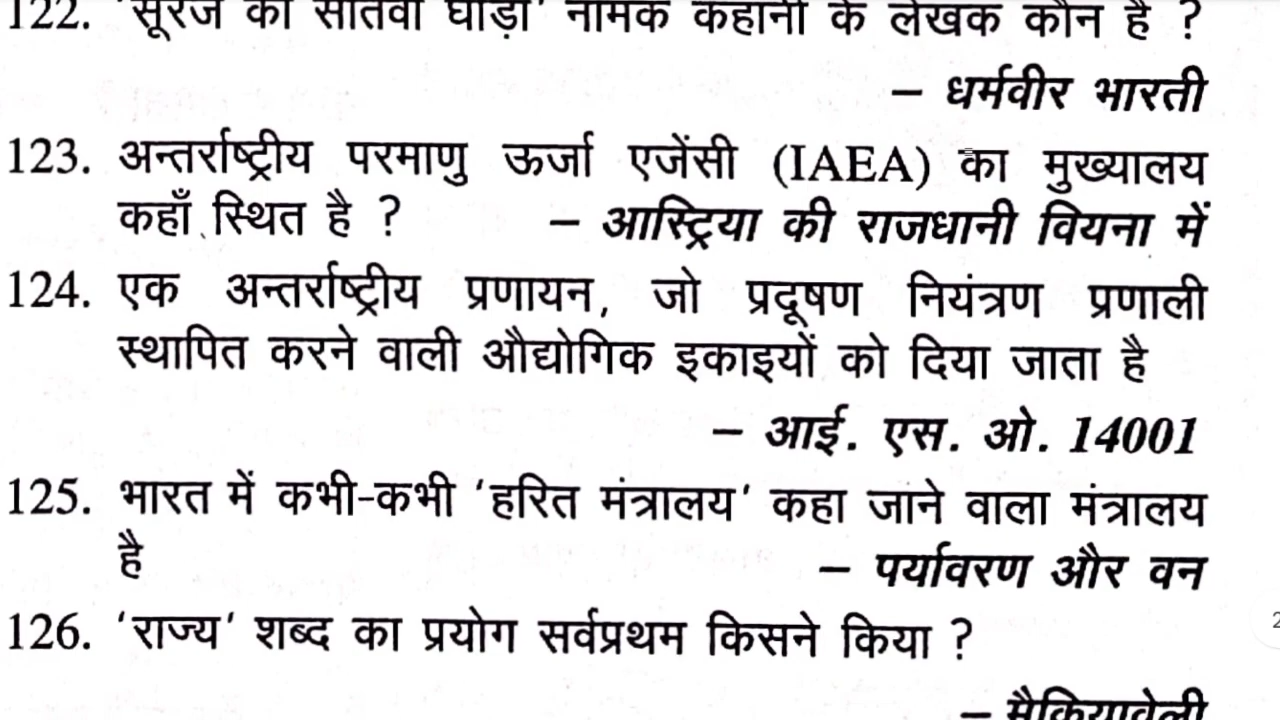 122. 'सूरज का सातवाँ घोड़ा' नामक कहानी के लेखक कौन है ?
– धर्मवीर भारती
123. अन्तर्राष्ट्रीय परमाणु ऊर्जा एजेंसी (IAEA) का मुख्यालय
कहाँ स्थित है ? – आस्ट्रिया की राजधानी वियना में
124. एक अन्तर्राष्ट्रीय प्रणायन, जो प्रदूषण नियंत्रण प्रणाली
स्थापित करने वाली औद्योगिक इकाइयों को दिया जाता है
– आई. एस. ओ. 14001
125. भारत में कभी-कभी 'हरित मंत्रालय' कहा जाने वाला मंत्रालय
है – पर्यावरण और वन
126. 'राज्य' शब्द का प्रयोग सर्वप्रथम किसने किया ?
– मैकियावेली